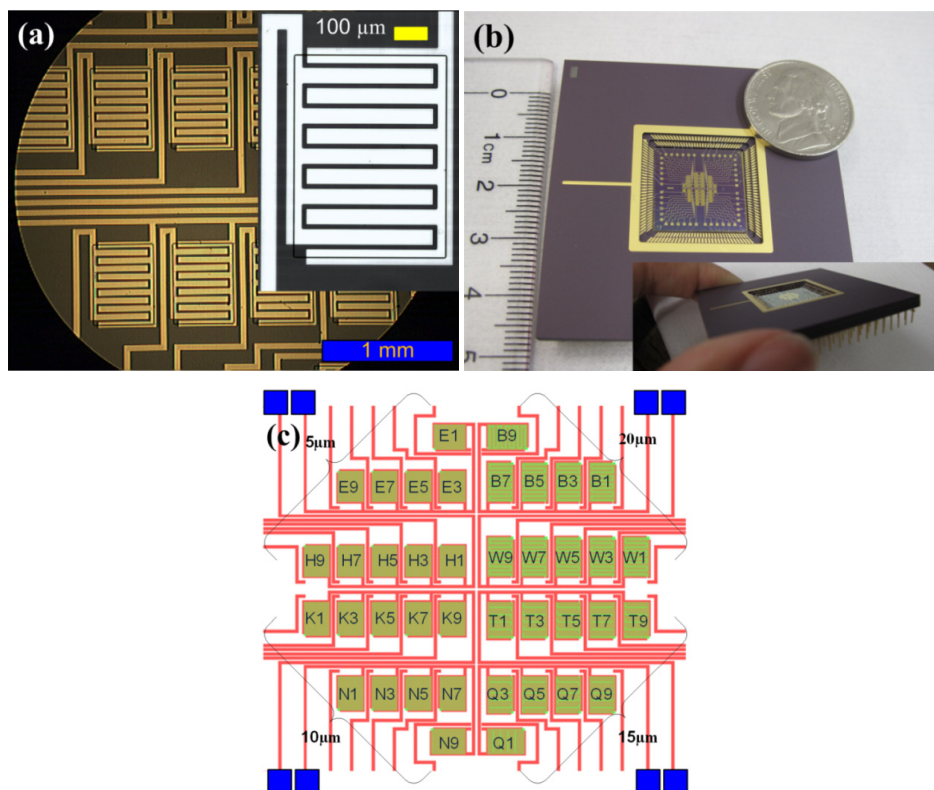 (a)
100 µm
1 mm
(b)
0
1
cm
2
3
4
5
(c)
5µm
20µm
E1 B9
E9 E7 E5 E3 B7 B5 B3 B1
H9 H7 H5 H3 H1 W9 W7 W5 W3 W1
K1 K3 K5 K7 K9 T1 T3 T5 T7 T9
N1 N3 N5 N7 Q3 Q5 Q7 Q9
10µm
N9 Q1
15µm